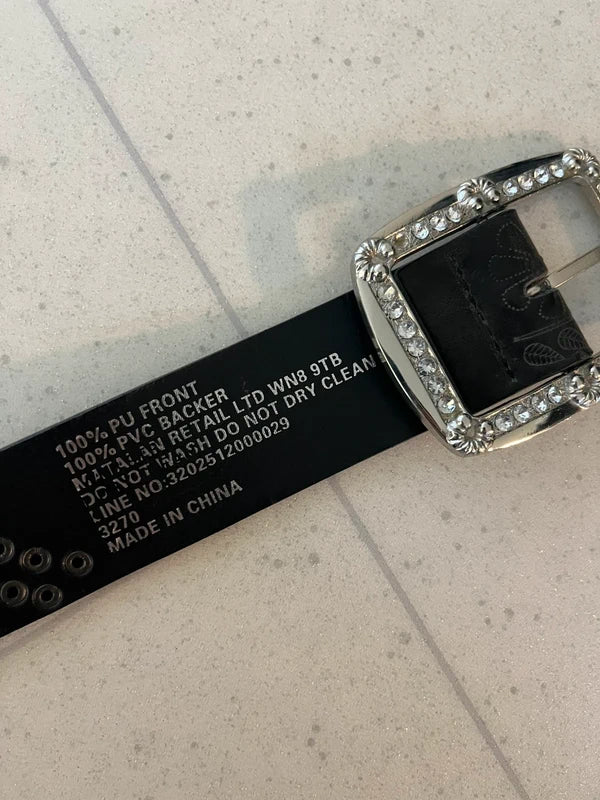 100% PU FRONT
100% PVC BACKER
MATALAN RETAIL LTD WN8 9TB
DO NOT WASH DO NOT DRY CLEAN
LINE NO:3202512000029
3270
MADE IN CHINA